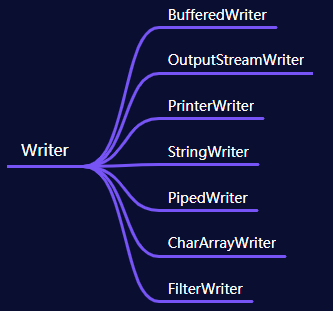 BufferedWriter
OutputStreamWriter
PrinterWriter
Writer
StringWriter
PipedWriter
CharArrayWriter
FilterWriter